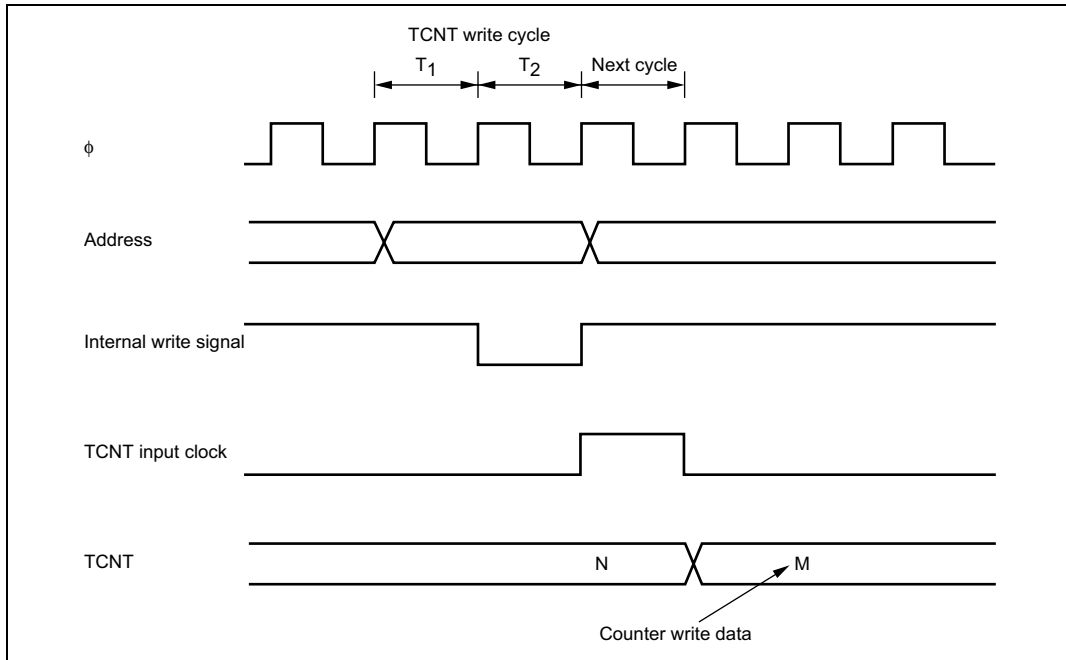 TCNT write cycle
T1 T2 Next cycle
ϕ
Address
Internal write signal
TCNT input clock
TCNT N M
Counter write data